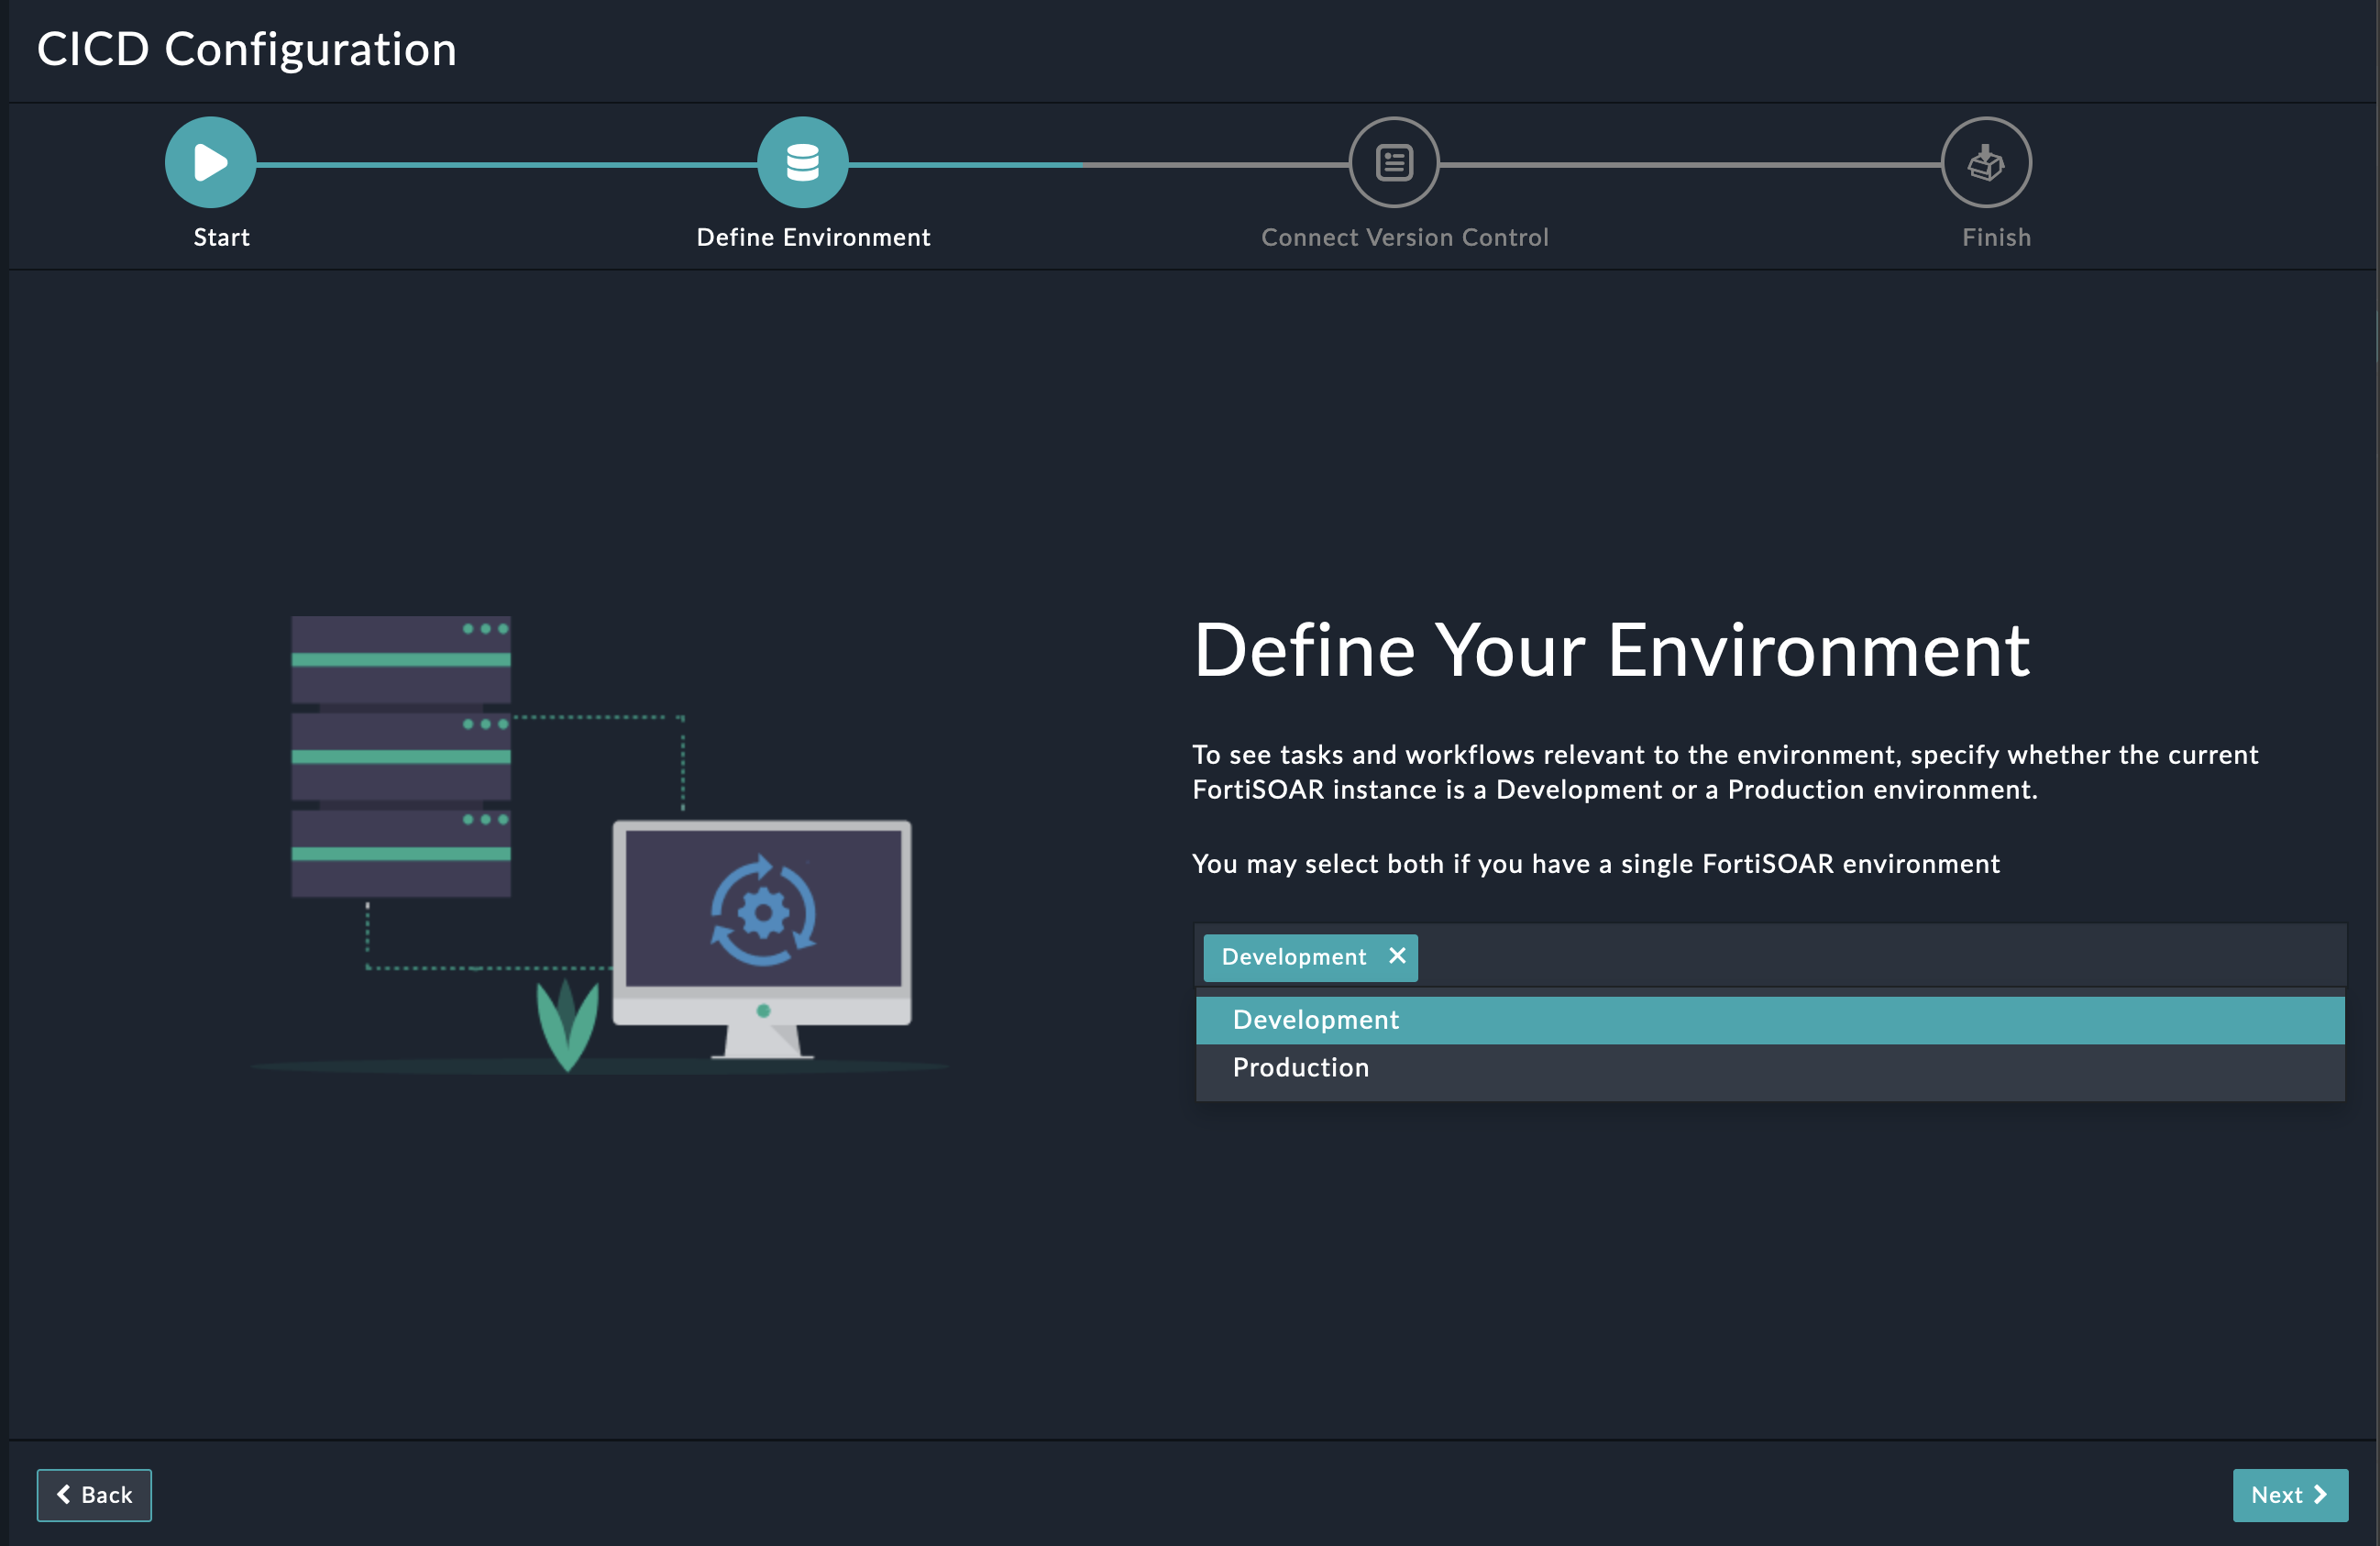 CICD Configuration
Start
Define Environment
Connect Version Control
Finish
Define Your Environment
To see tasks and workflows relevant to the environment, specify whether the current
FortiSOAR instance is a Development or a Production environment.
You may select both if you have a single FortiSOAR environment
Development
Development
Production
Back
Next